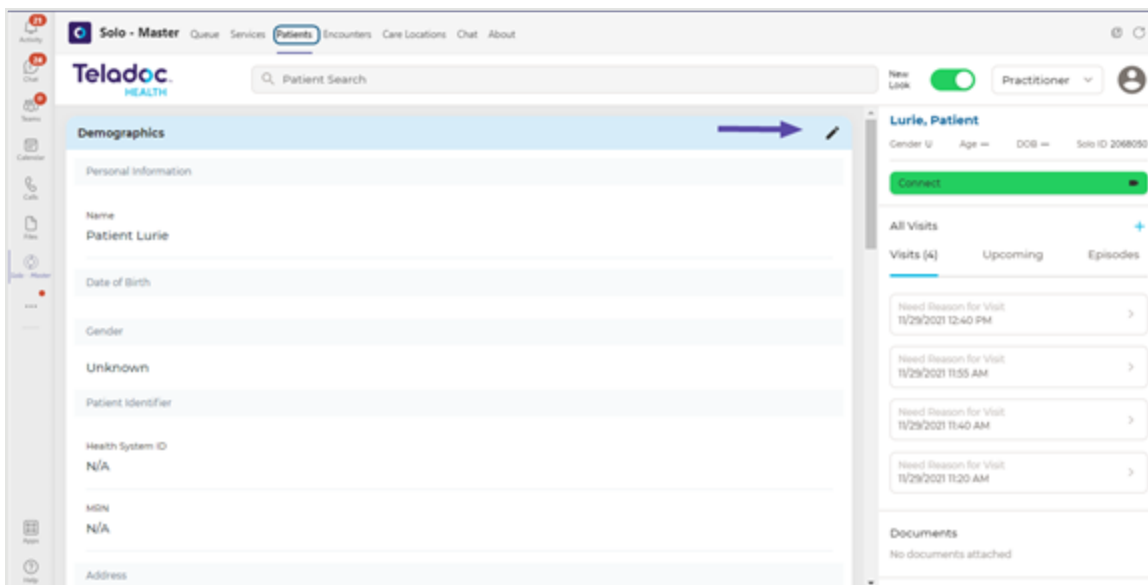 21
Activity
24
Chat
Teams
Calendar
Calls
Files
Solo - Master
Apps
Help
Solo - Master Queue Services Patients Encounters Care Locations Chat About
Teladoc.
HEALTH
Patient Search
New
Look
Practitioner
Demographics
Personal Information
Name
Patient Lurie
Date of Birth
Gender
Unknown
Patient Identifier
Health System ID
N/A
MRN
N/A
Address
Lurie, Patient
Gender U Age — DOB — Solo ID 2068050
Connect
All Visits
Visits (4) Upcoming Episodes
Need Reason for Visit
11/29/2021 12:40 PM
Need Reason for Visit
11/29/2021 11:55 AM
Need Reason for Visit
11/29/2021 11:40 AM
Need Reason for Visit
11/29/2021 11:20 AM
Documents
No documents attached